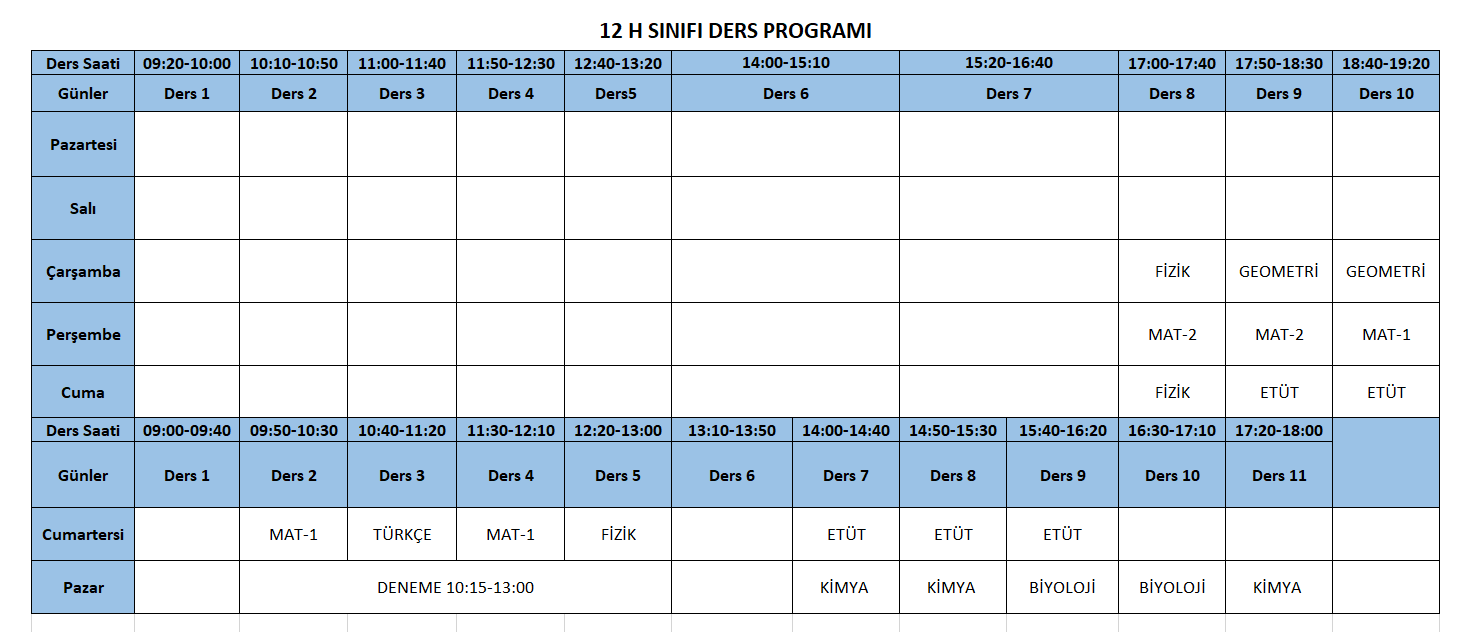 12 H SINIFI DERS PROGRAMI
Ders Saati 09:20-10:00 10:10-10:50 11:00-11:40 11:50-12:30 12:40-13:20 14:00-15:10 15:20-16:40 17:00-17:40 17:50-18:30 18:40-19:20
Günler Ders 1 Ders 2 Ders 3 Ders 4 Ders5 Ders 6 Ders 7 Ders 8 Ders 9 Ders 10
Pazartesi
Salı
Çarşamba FİZİK GEOMETRİ GEOMETRİ
Perşembe MAT-2 MAT-2 MAT-1
Cuma FİZİK ETÜT ETÜT
Ders Saati 09:00-09:40 09:50-10:30 10:40-11:20 11:30-12:10 12:20-13:00 13:10-13:50 14:00-14:40 14:50-15:30 15:40-16:20 16:30-17:10 17:20-18:00
Günler Ders 1 Ders 2 Ders 3 Ders 4 Ders 5 Ders 6 Ders 7 Ders 8 Ders 9 Ders 10 Ders 11
Cumartersi MAT-1 TÜRKÇE MAT-1 FİZİK ETÜT ETÜT ETÜT
Pazar DENEME 10:15-13:00 KİMYA KİMYA BİYOLOJİ BİYOLOJİ KİMYA